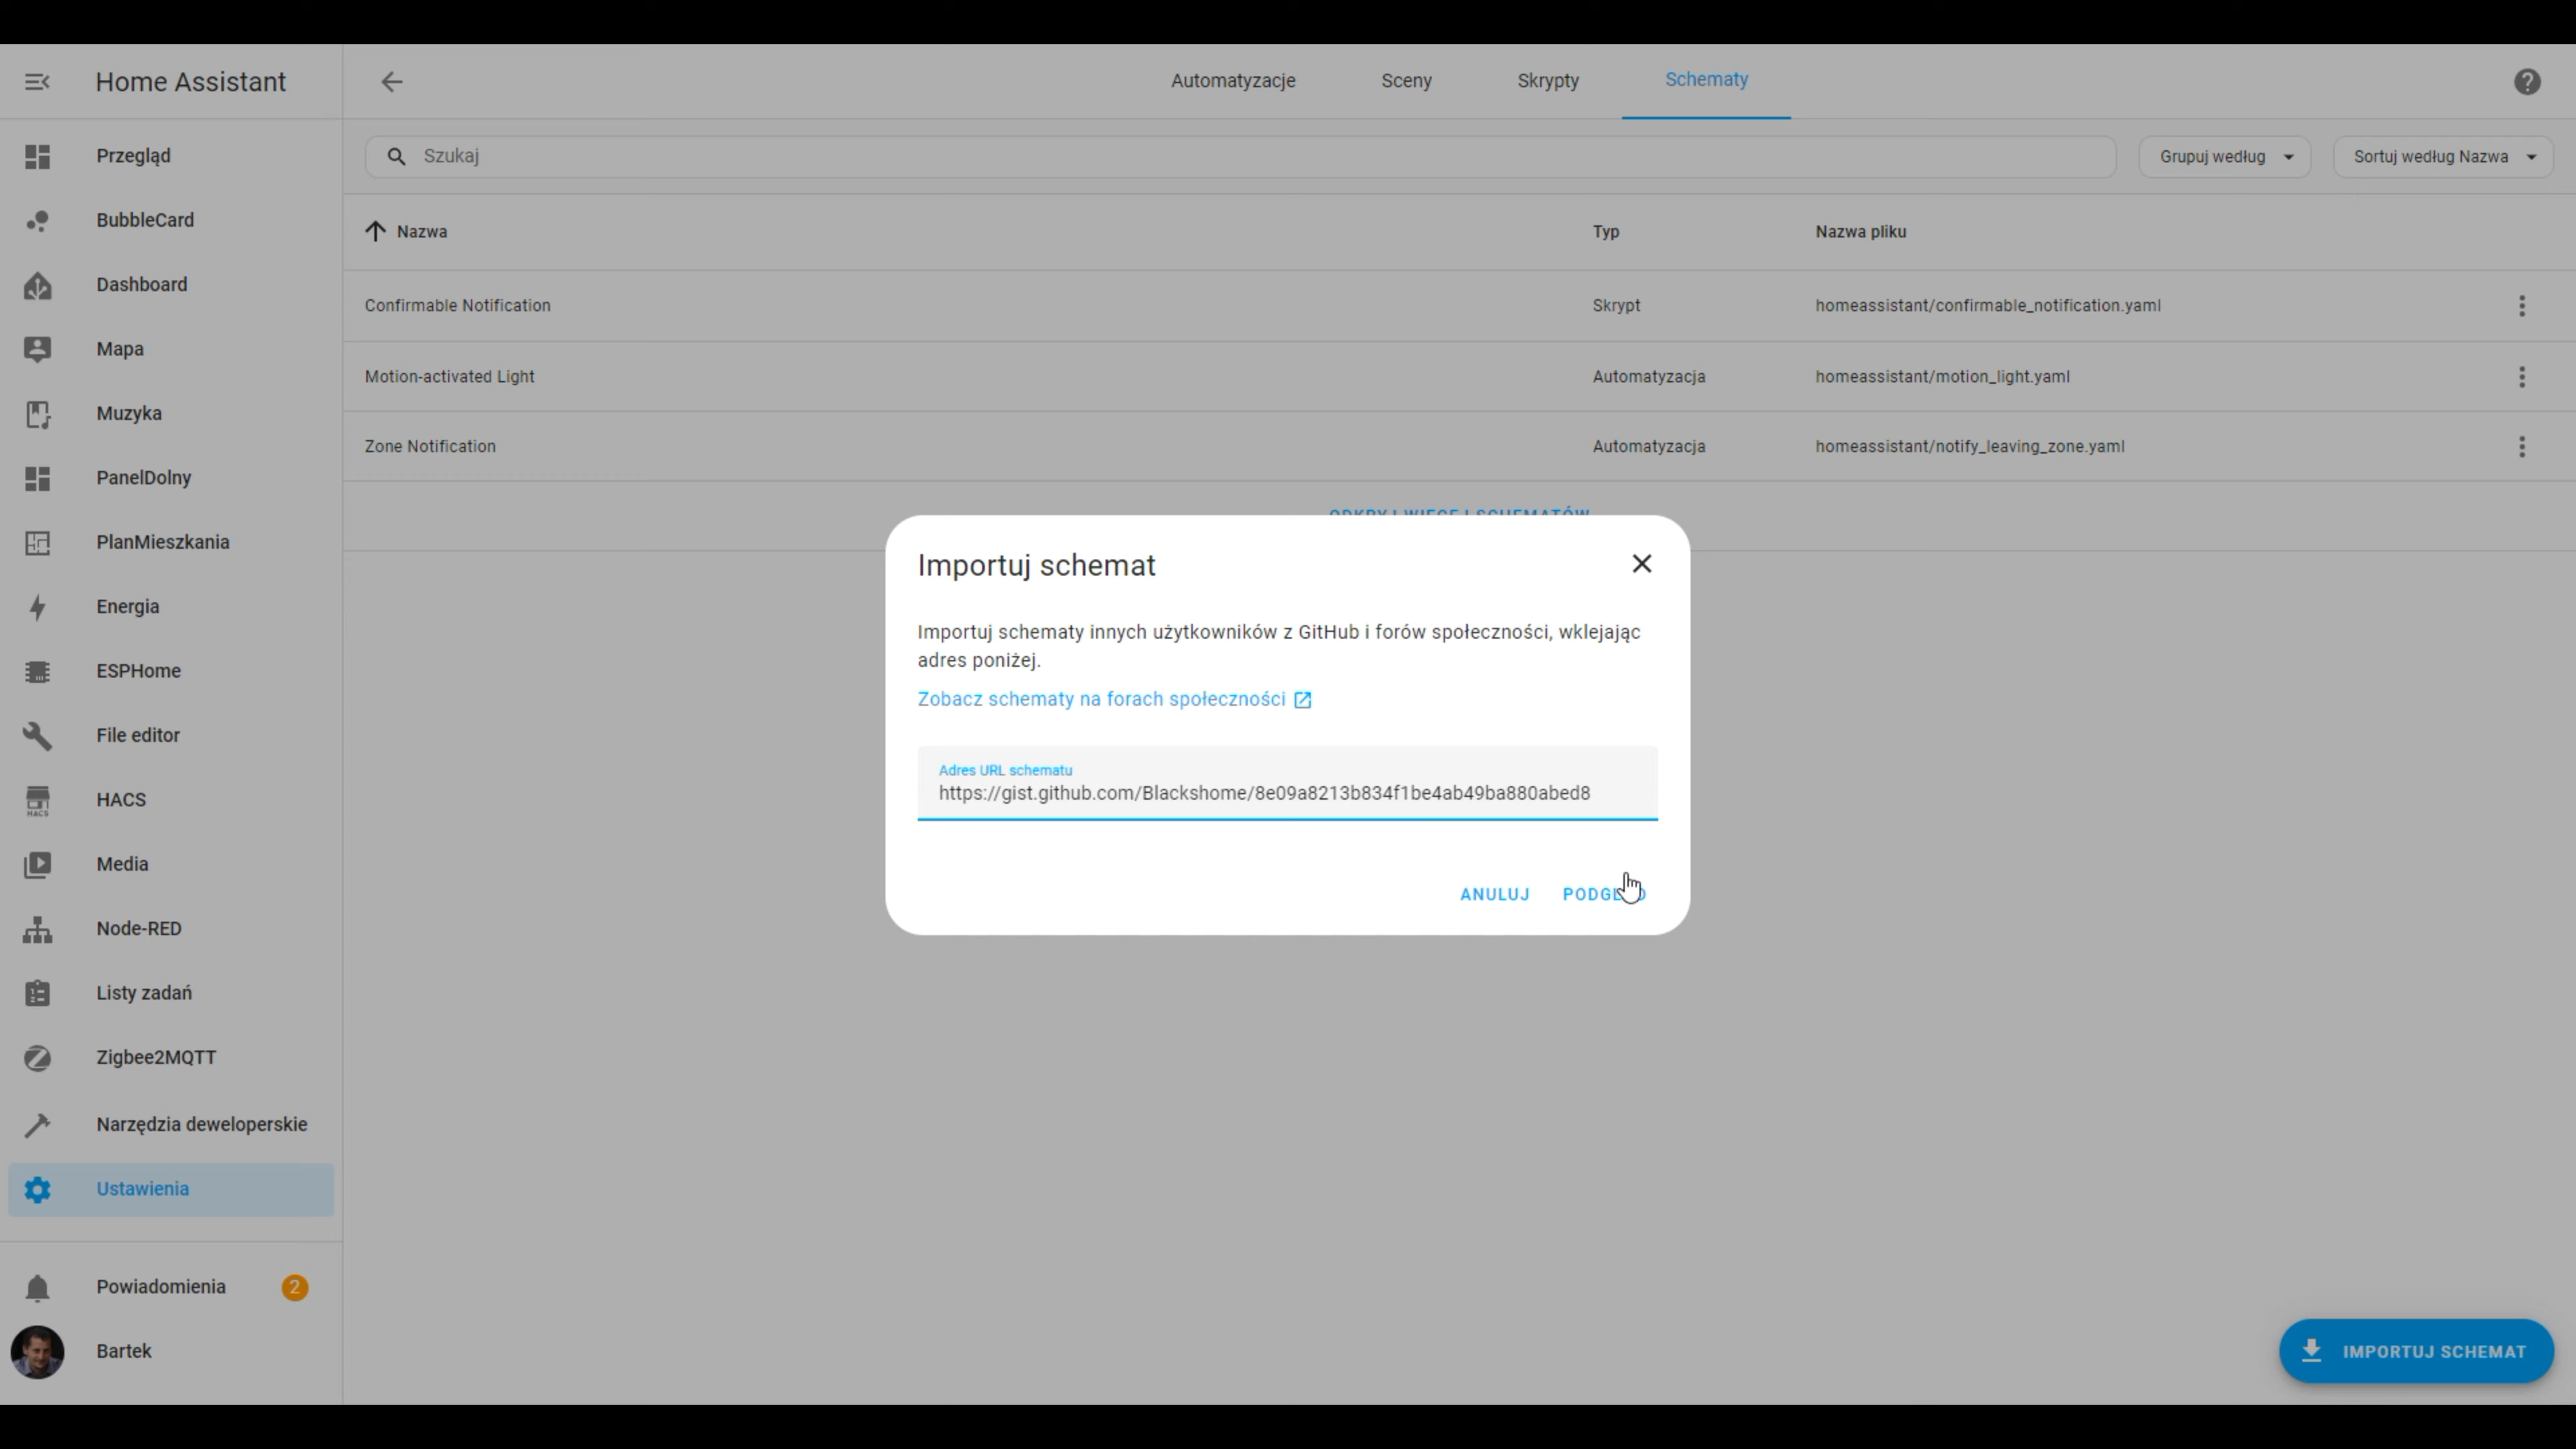 Home Assistant
Automatyzacje
Sceny
Skrypty
Schematy
Przegląd
BubbleCard
Dashboard
Mapa
Muzyka
PanelDolny
PlanMieszkania
Energia
ESPHome
File editor
HACS
HACS
Media
Node-RED
Listy zadań
Zigbee2MQTT
Narzędzia deweloperskie
Ustawienia
Powiadomienia 2
Bartek
Szukaj
Grupuj według
Sortuj według Nazwa
Nazwa Typ Nazwa pliku
Confirmable Notification Skrypt homeassistant/confirmable_notification.yaml
Motion-activated Light Automatyzacja homeassistant/motion_light.yaml
Zone Notification Automatyzacja homeassistant/notify_leaving_zone.yaml
Importuj schemat
Importuj schematy innych użytkowników z GitHub i forów społeczności, wklejając
adres poniżej.
Zobacz schematy na forach społeczności
Adres URL schematu
https://gist.github.com/Blackshome/8e09a8213b834f1be4ab49ba880abed8
ANULUJ
IMPORTUJ SCHEMAT